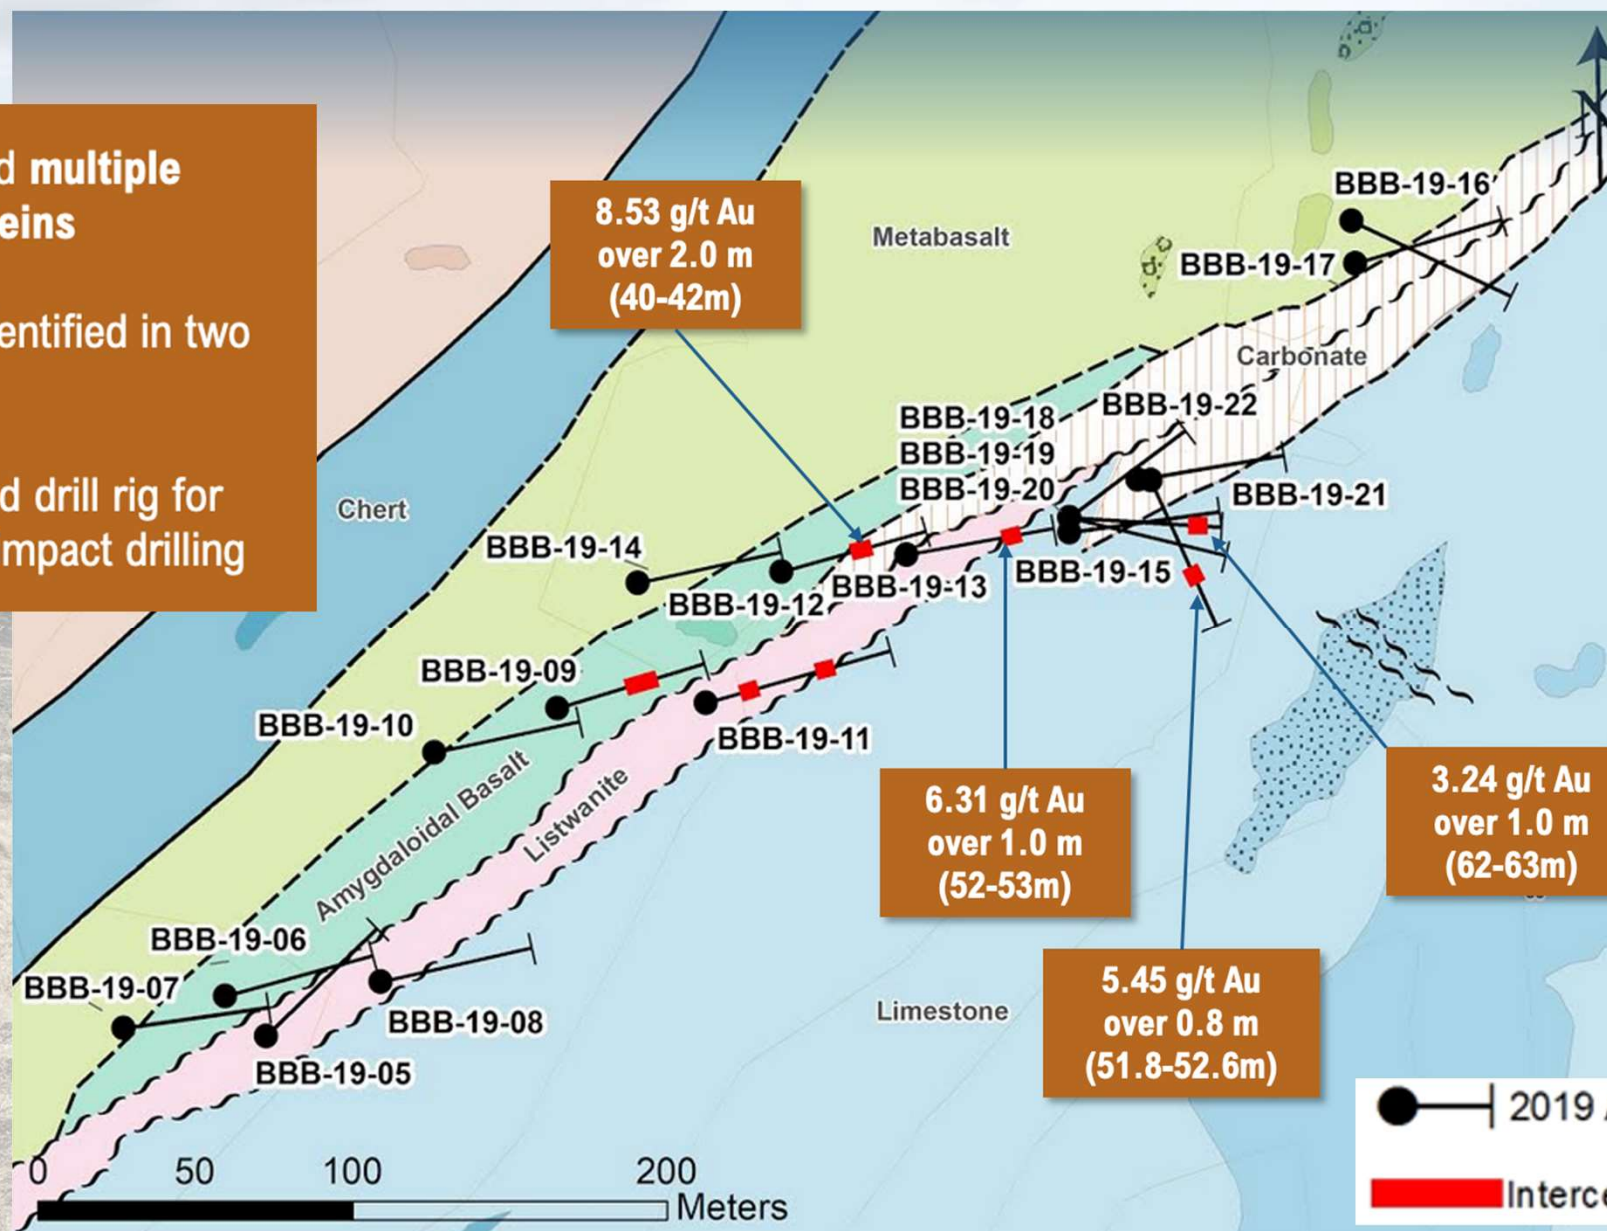 d multiple
eins
entified in two
d drill rig for
mpact drilling
8.53 g/t Au
over 2.0 m
(40-42m)
Metabasalt
BBB-19-16
BBB-19-17
N
Carbonate
BBB-19-22
BBB-19-18
BBB-19-19
BBB-19-20
BBB-19-21
Chert
BBB-19-14
BBB-19-12
BBB-19-13
BBB-19-15
BBB-19-09
BBB-19-10
BBB-19-11
Amygdaloidal Basalt
Listwanite
6.31 g/t Au
over 1.0 m
(52-53m)
3.24 g/t Au
over 1.0 m
(62-63m)
BBB-19-06
BBB-19-07
BBB-19-08
BBB-19-05
Limestone
5.45 g/t Au
over 0.8 m
(51.8-52.6m)
0 50 100 200
Meters
2019
Interce